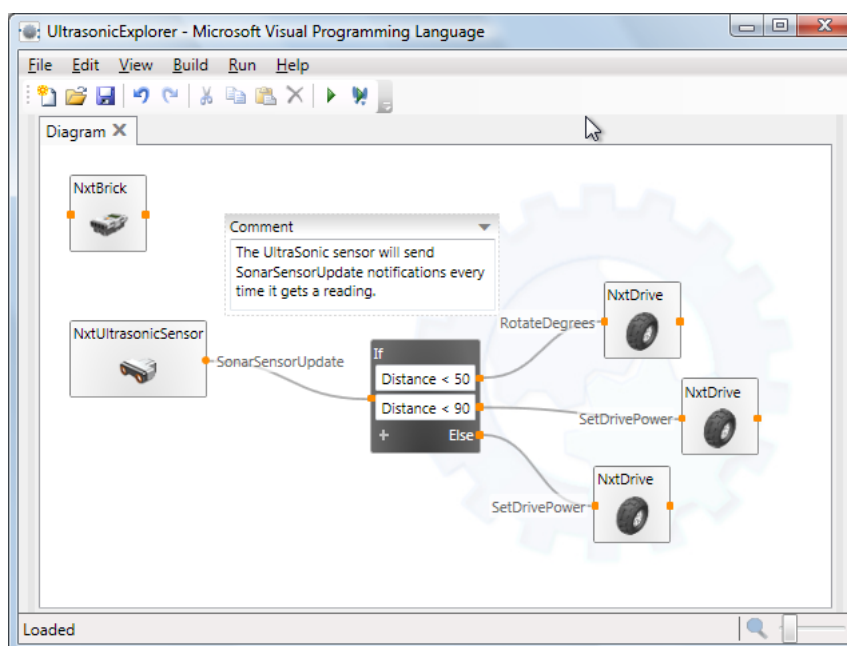 UltrasonicExplorer - Microsoft Visual Programming Language
File Edit View Build Run Help
Diagram
NxtBrick
Comment
The UltraSonic sensor will send
SonarSensorUpdate notifications every
time it gets a reading.
NxtUltrasonicSensor
SonarSensorUpdate
If
Distance < 50
Distance < 90
Else
RotateDegrees
NxtDrive
SetDrivePower
NxtDrive
SetDrivePower
NxtDrive
Loaded